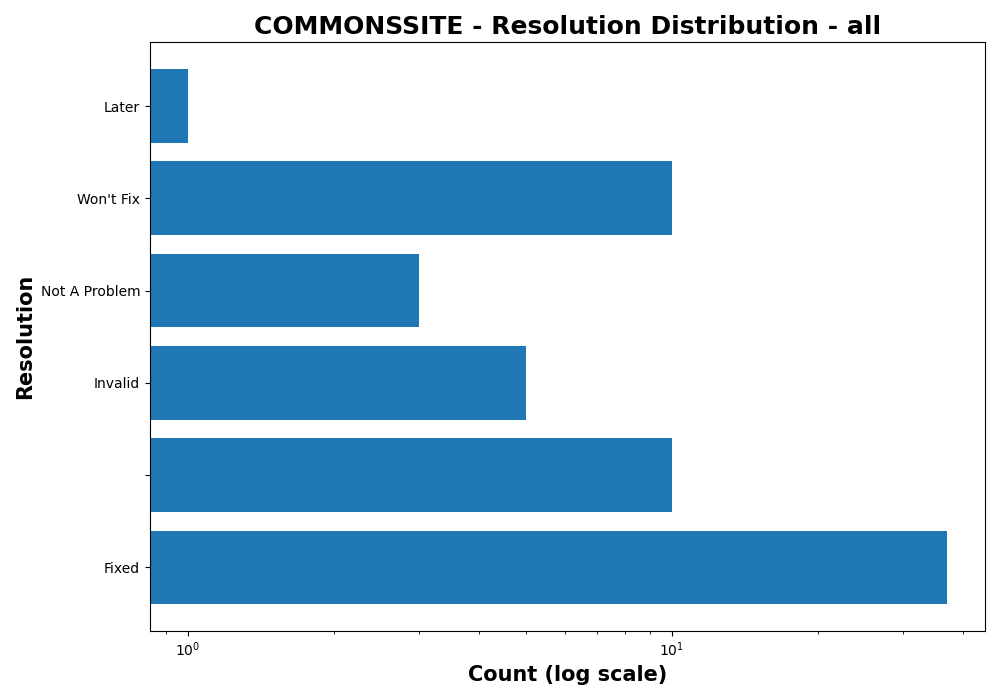 COMMONSSITE - Resolution Distribution - all
Later
Won't Fix
Not A Problem
Invalid
Fixed
Resolution
10⁰
10¹
Count (log scale)